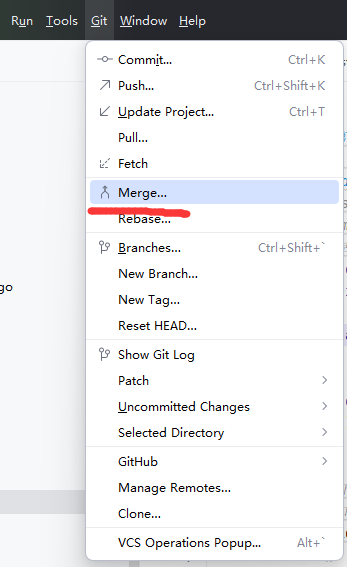 Run Tools Git Window Help
Commit... Ctrl+K
Push... Ctrl+Shift+K
Update Project... Ctrl+T
Pull...
Fetch
Merge...
Rebase...
Branches... Ctrl+Shift+`
New Branch...
New Tag...
go
Reset HEAD...
Show Git Log
Patch
Uncommitted Changes
Selected Directory
GitHub
Manage Remotes...
Clone...
VCS Operations Popup... Alt+`